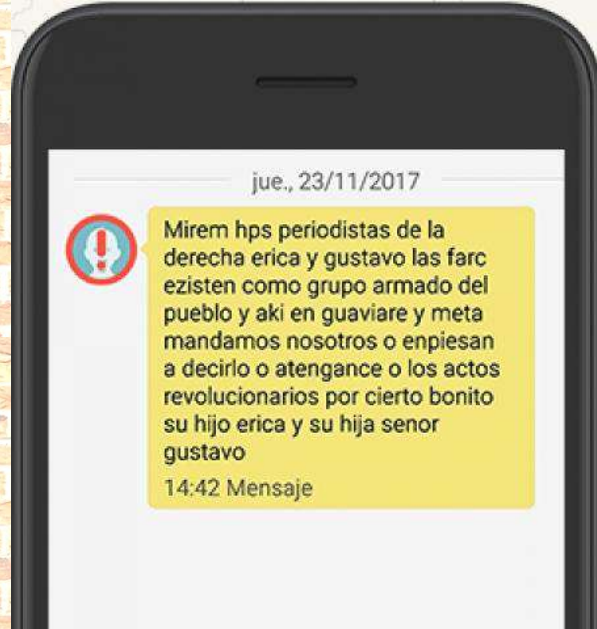 jue., 23/11/2017
Mirem hps periodistas de la
derecha erica y gustavo las farc
ezisten como grupo armado del
pueblo y aki en guaviare y meta
mandamos nosotros o enpiesan
a decirlo o atengance o los actos
revolucionarios por cierto bonito
su hijo erica y su hija senor
gustavo
14:42 Mensaje